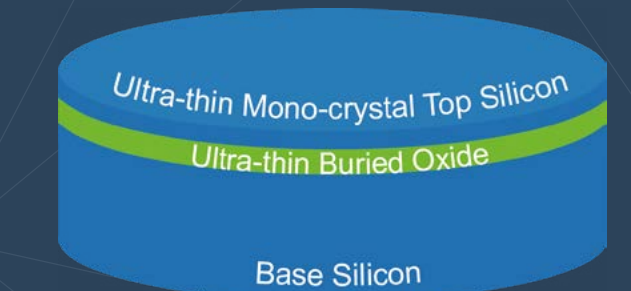 Ultra-thin Mono-crystal Top Silicon
Ultra-thin Buried Oxide
Base Silicon